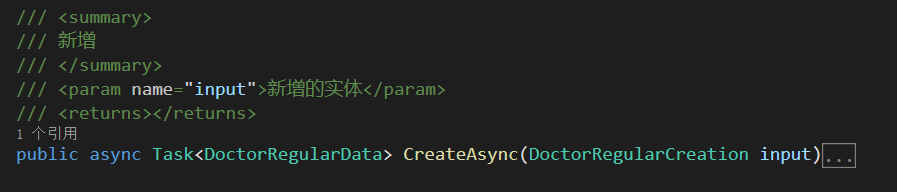 /// <summary>
/// 新增
/// </summary>
/// <param name="input">新增的实体</param>
/// <returns></returns>
1 个引用
public async Task<DoctorRegularData> CreateAsync(DoctorRegularCreation input)...